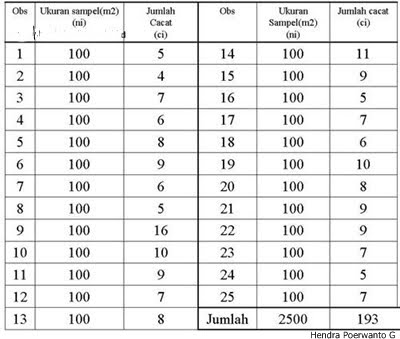 Obs Ukuran sampel(m2) (ni) Jumlah Cacat (ci) Obs Ukuran Sampel(m2) (ni) Jumlah cacat (ci)
1 100 5 14 100 11
2 100 4 15 100 9
3 100 7 16 100 5
4 100 6 17 100 7
5 100 8 18 100 6
6 100 9 19 100 10
7 100 6 20 100 8
8 100 5 21 100 9
9 100 16 22 100 9
10 100 10 23 100 7
11 100 9 24 100 5
12 100 7 25 100 7
13 100 8 Jumlah 2500 193
Hendra Poerwanto G